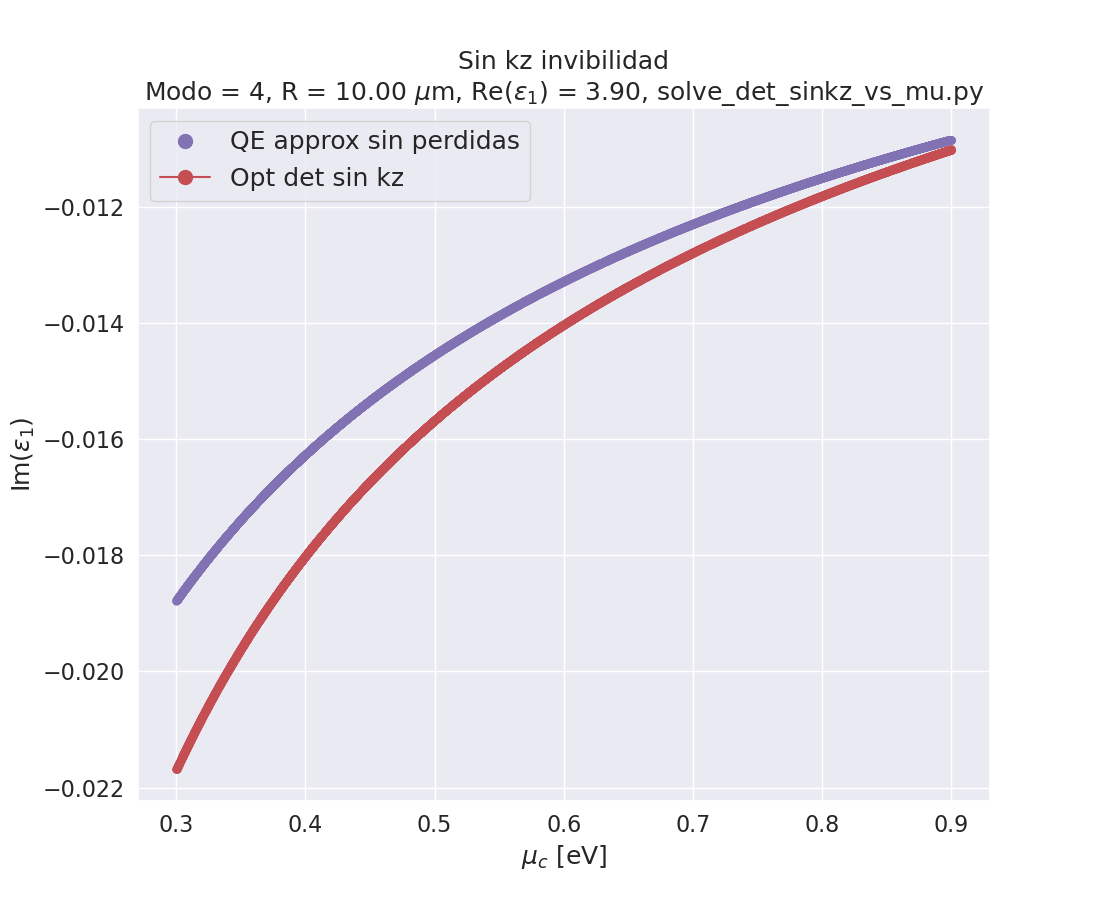 Sin kz invibilidad
Modo = 4, R = 10.00 μm, Re(ε₁) = 3.90, solve_det_sinkz_vs_mu.py
QE approx sin perdidas
Opt det sin kz
−0.012
−0.014
−0.016
−0.018
−0.020
−0.022
Im(ε₁)
0.3 0.4 0.5 0.6 0.7 0.8 0.9
μ_c [eV]